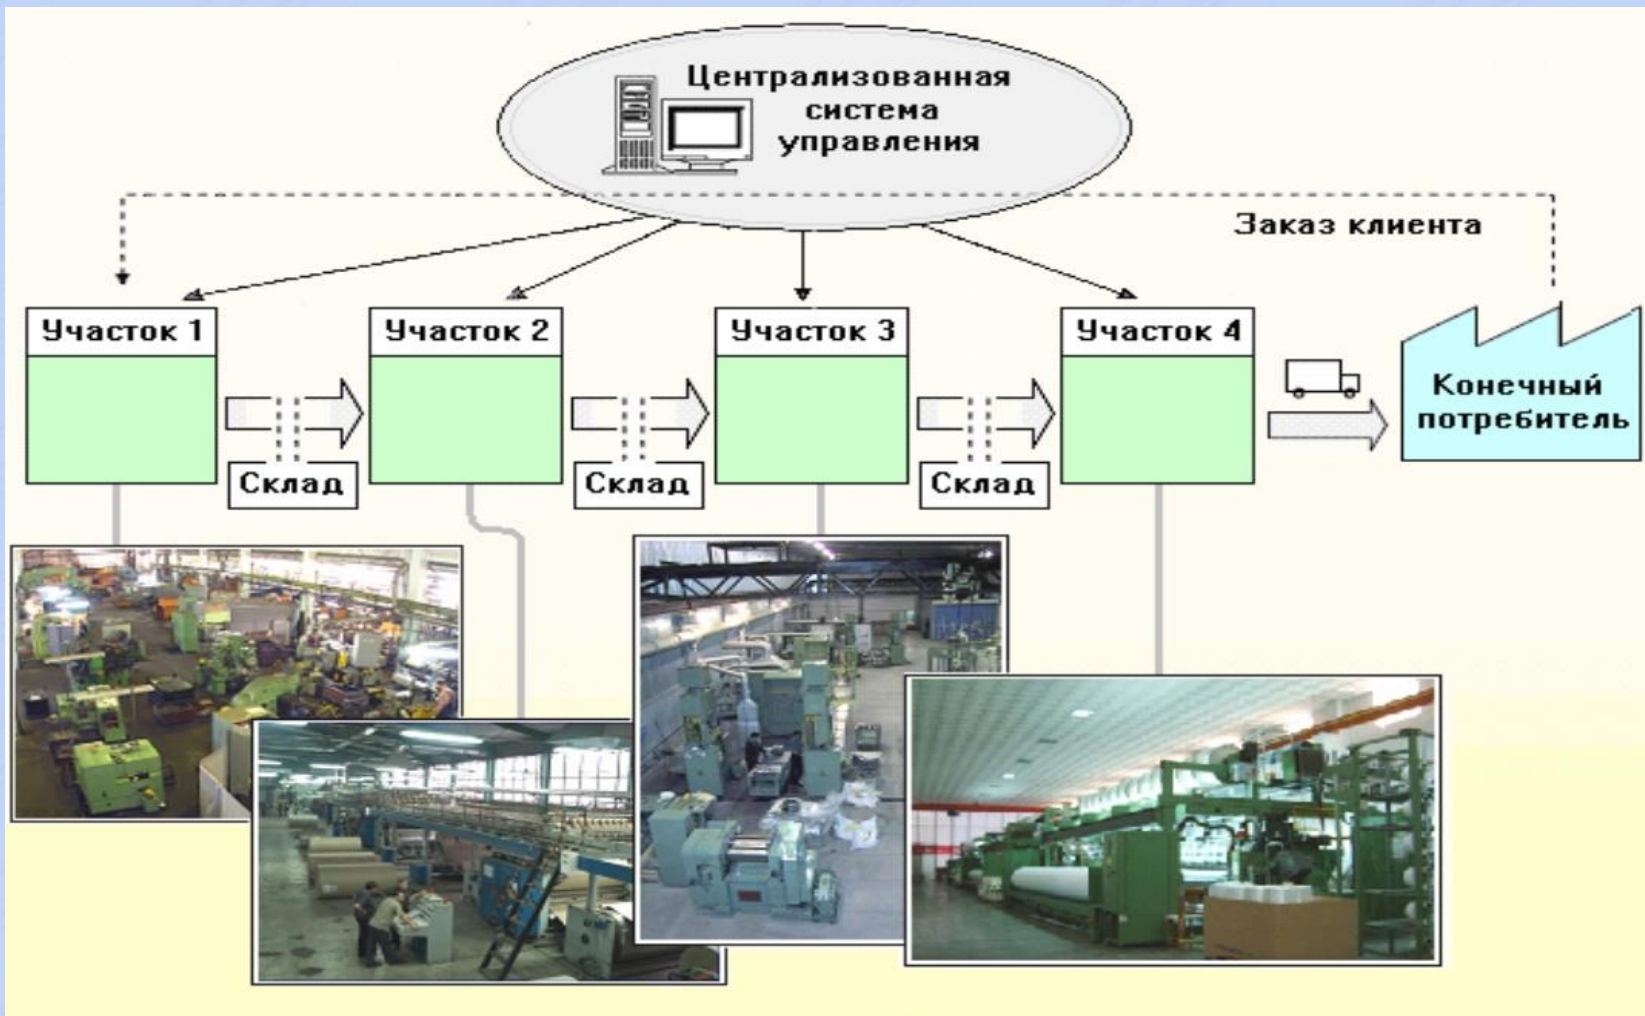 Централизованная
система
управления
Заказ клиента
Участок 1
Участок 2
Участок 3
Участок 4
Конечный
потребитель
Склад
Склад
Склад